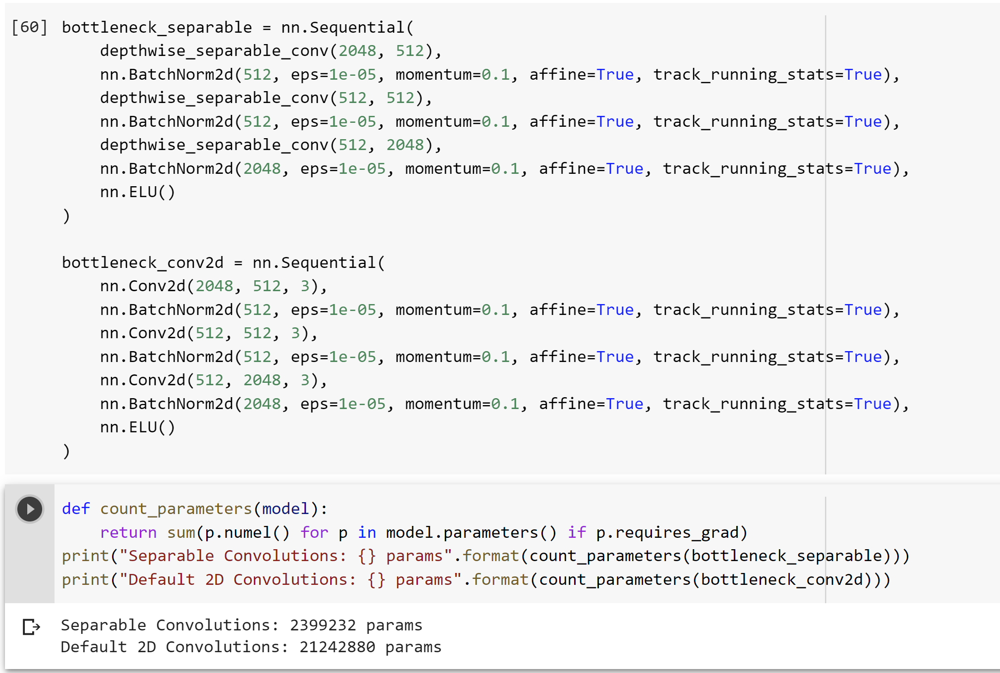 [60] bottleneck_separable = nn.Sequential(
    depthwise_separable_conv(2048, 512),
    nn.BatchNorm2d(512, eps=1e-05, momentum=0.1, affine=True, track_running_stats=True),
    depthwise_separable_conv(512, 512),
    nn.BatchNorm2d(512, eps=1e-05, momentum=0.1, affine=True, track_running_stats=True),
    depthwise_separable_conv(512, 2048),
    nn.BatchNorm2d(2048, eps=1e-05, momentum=0.1, affine=True, track_running_stats=True),
    nn.ELU()
)
bottleneck_conv2d = nn.Sequential(
    nn.Conv2d(2048, 512, 3),
    nn.BatchNorm2d(512, eps=1e-05, momentum=0.1, affine=True, track_running_stats=True),
    nn.Conv2d(512, 512, 3),
    nn.BatchNorm2d(512, eps=1e-05, momentum=0.1, affine=True, track_running_stats=True),
    nn.Conv2d(512, 2048, 3),
    nn.BatchNorm2d(2048, eps=1e-05, momentum=0.1, affine=True, track_running_stats=True),
    nn.ELU()
)
def count_parameters(model):
    return sum(p.numel() for p in model.parameters() if p.requires_grad)
print("Separable Convolutions: {} params".format(count_parameters(bottleneck_separable)))
print("Default 2D Convolutions: {} params".format(count_parameters(bottleneck_conv2d)))
Separable Convolutions: 2399232 params
Default 2D Convolutions: 21242880 params